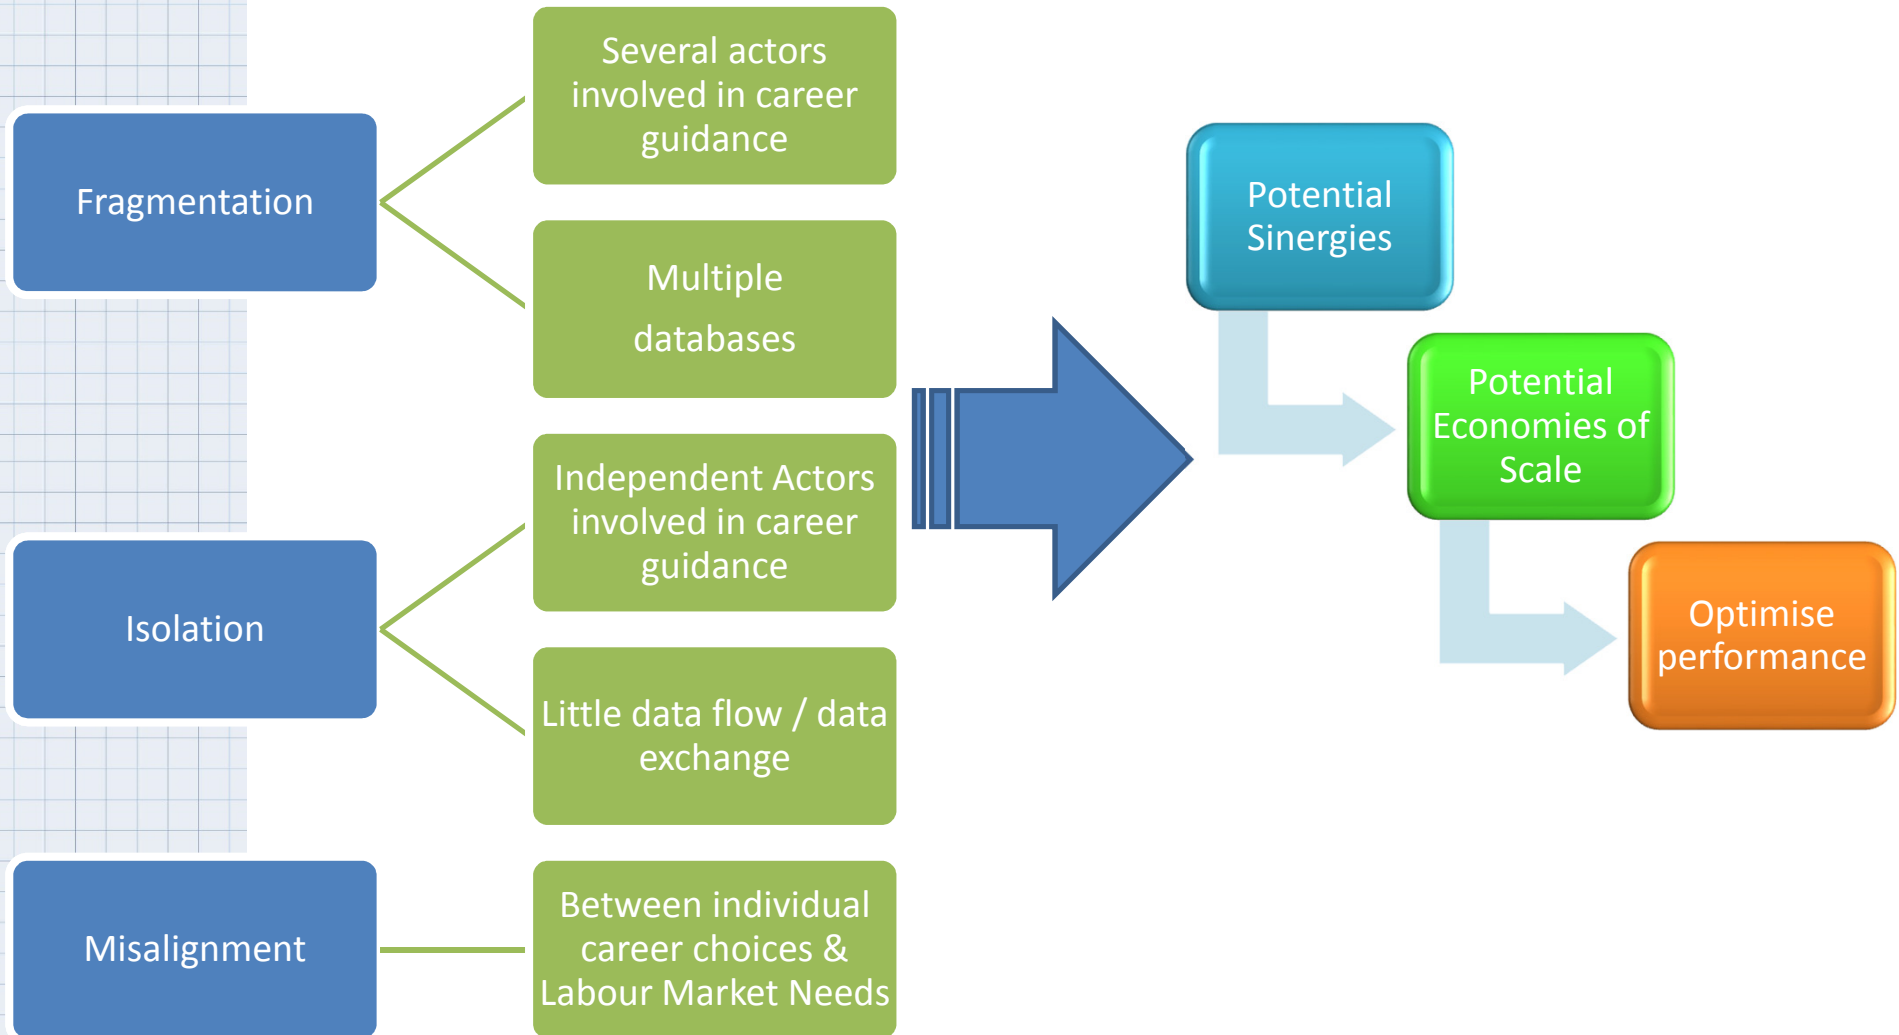 Fragmentation
Several actors
involved in career
guidance
Multiple
databases
Isolation
Independent Actors
involved in career
guidance
Little data flow / data
exchange
Misalignment
Between individual
career choices &
Labour Market Needs
Potential
Sinergies
Potential
Economies of
Scale
Optimise
performance